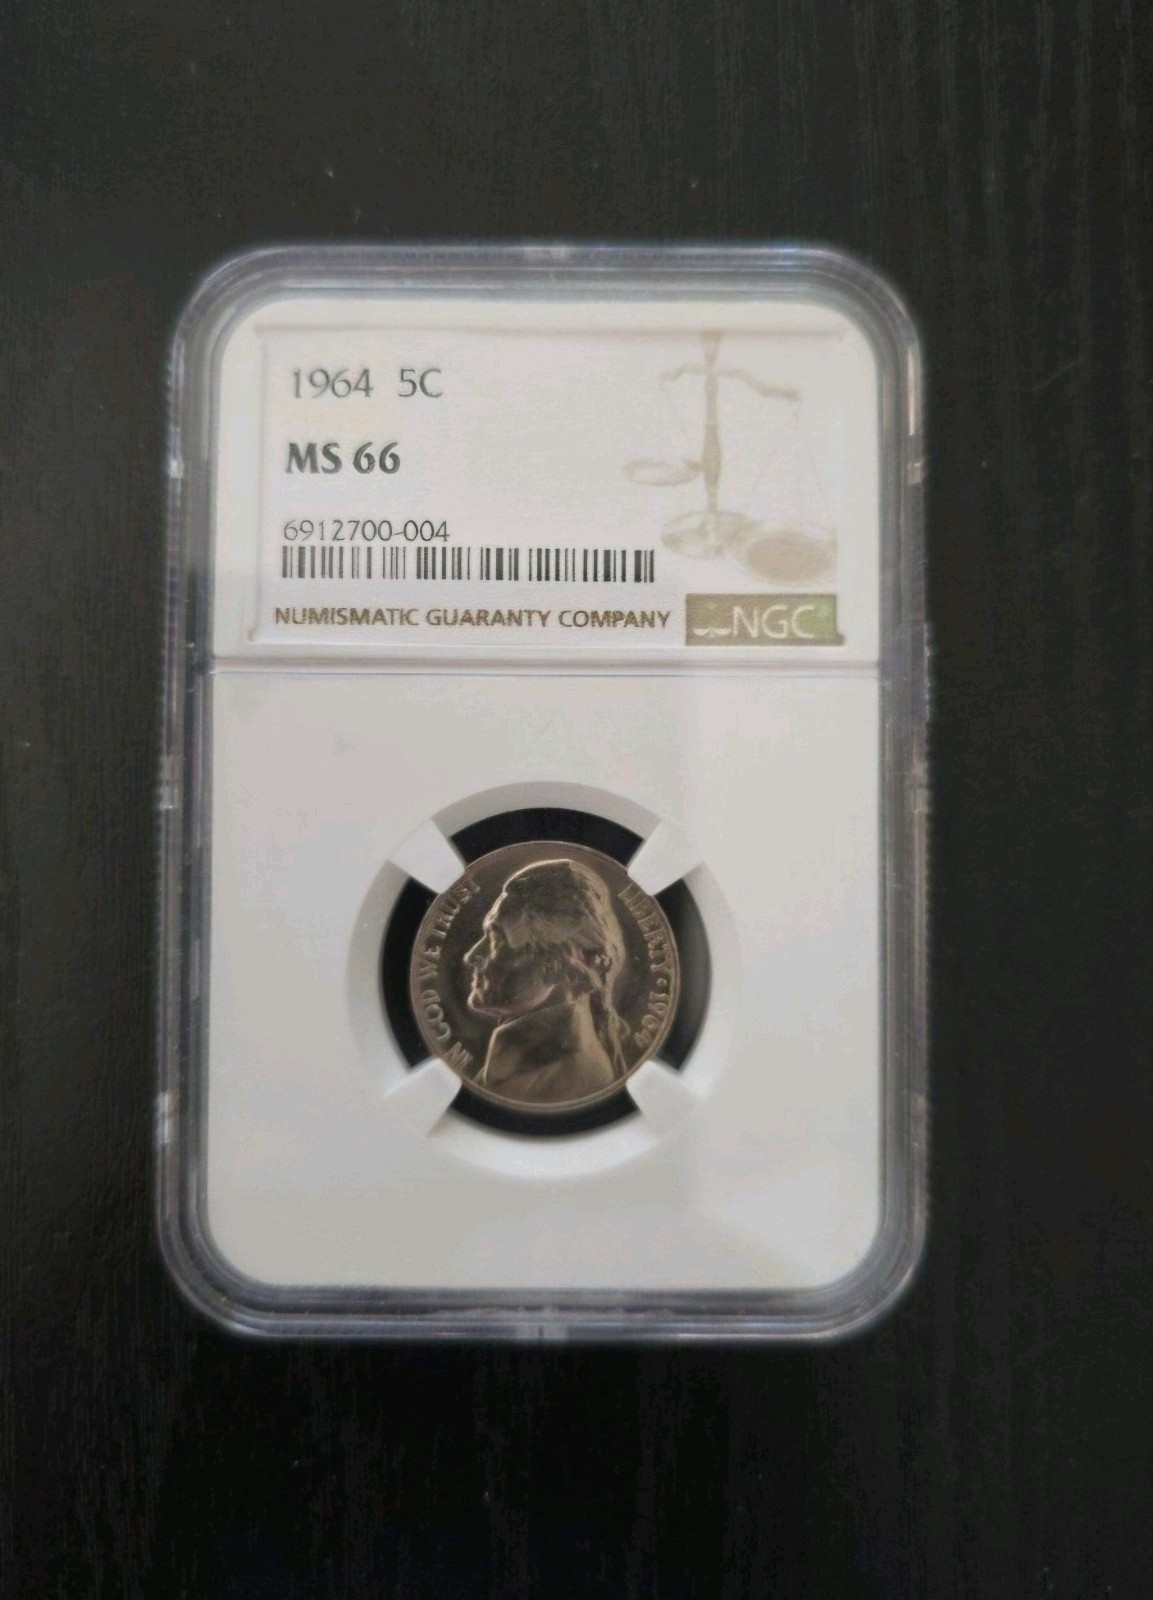 1964 5C
MS 66
6912700-004
NUMISMATIC GUARANTY COMPANY NGC
IN GOD WE TRUST
LIBERTY
1964